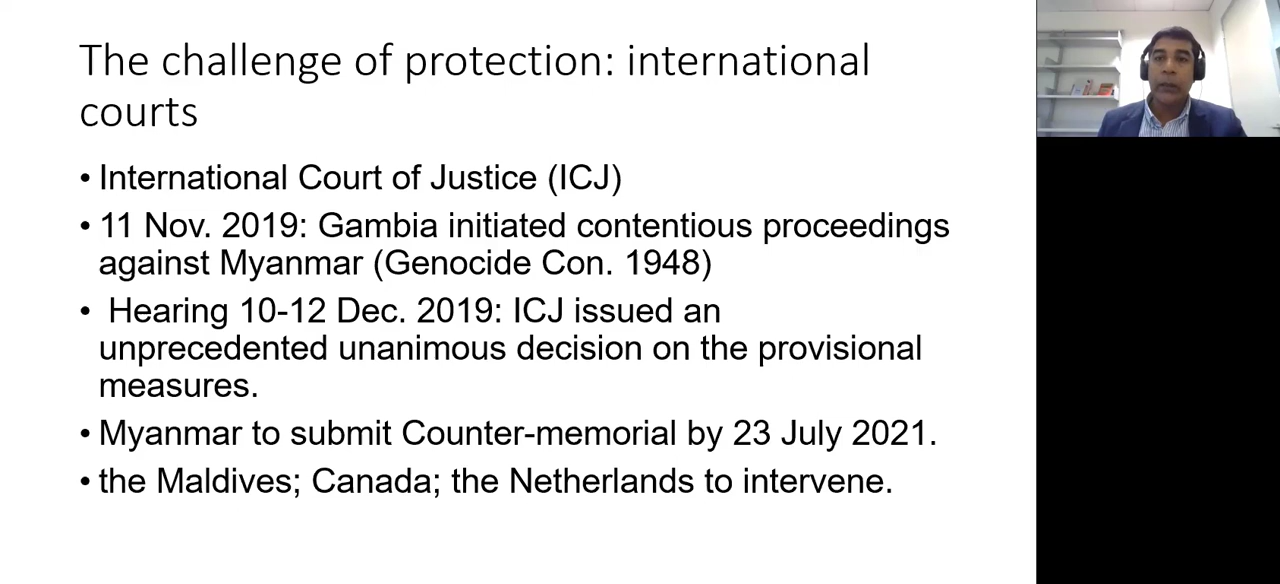 The challenge of protection: international
courts
• International Court of Justice (ICJ)
• 11 Nov. 2019: Gambia initiated contentious proceedings
against Myanmar (Genocide Con. 1948)
• Hearing 10-12 Dec. 2019: ICJ issued an
unprecedented unanimous decision on the provisional
measures.
• Myanmar to submit Counter-memorial by 23 July 2021.
• the Maldives; Canada; the Netherlands to intervene.